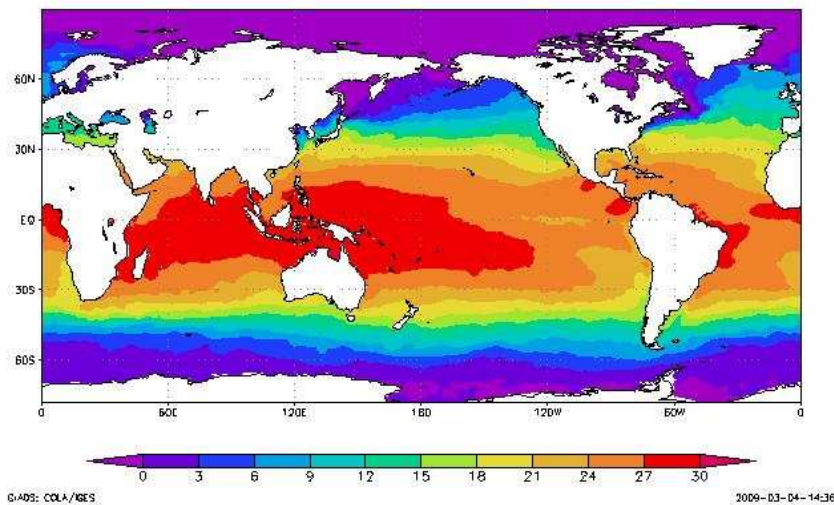 60N
30N
EQ
30S
60S
0 60E 120E 180 120W 60W 0
0 3 6 9 12 15 18 21 24 27 30
GrADS: COLA/IGES 2009-03-04-14:36